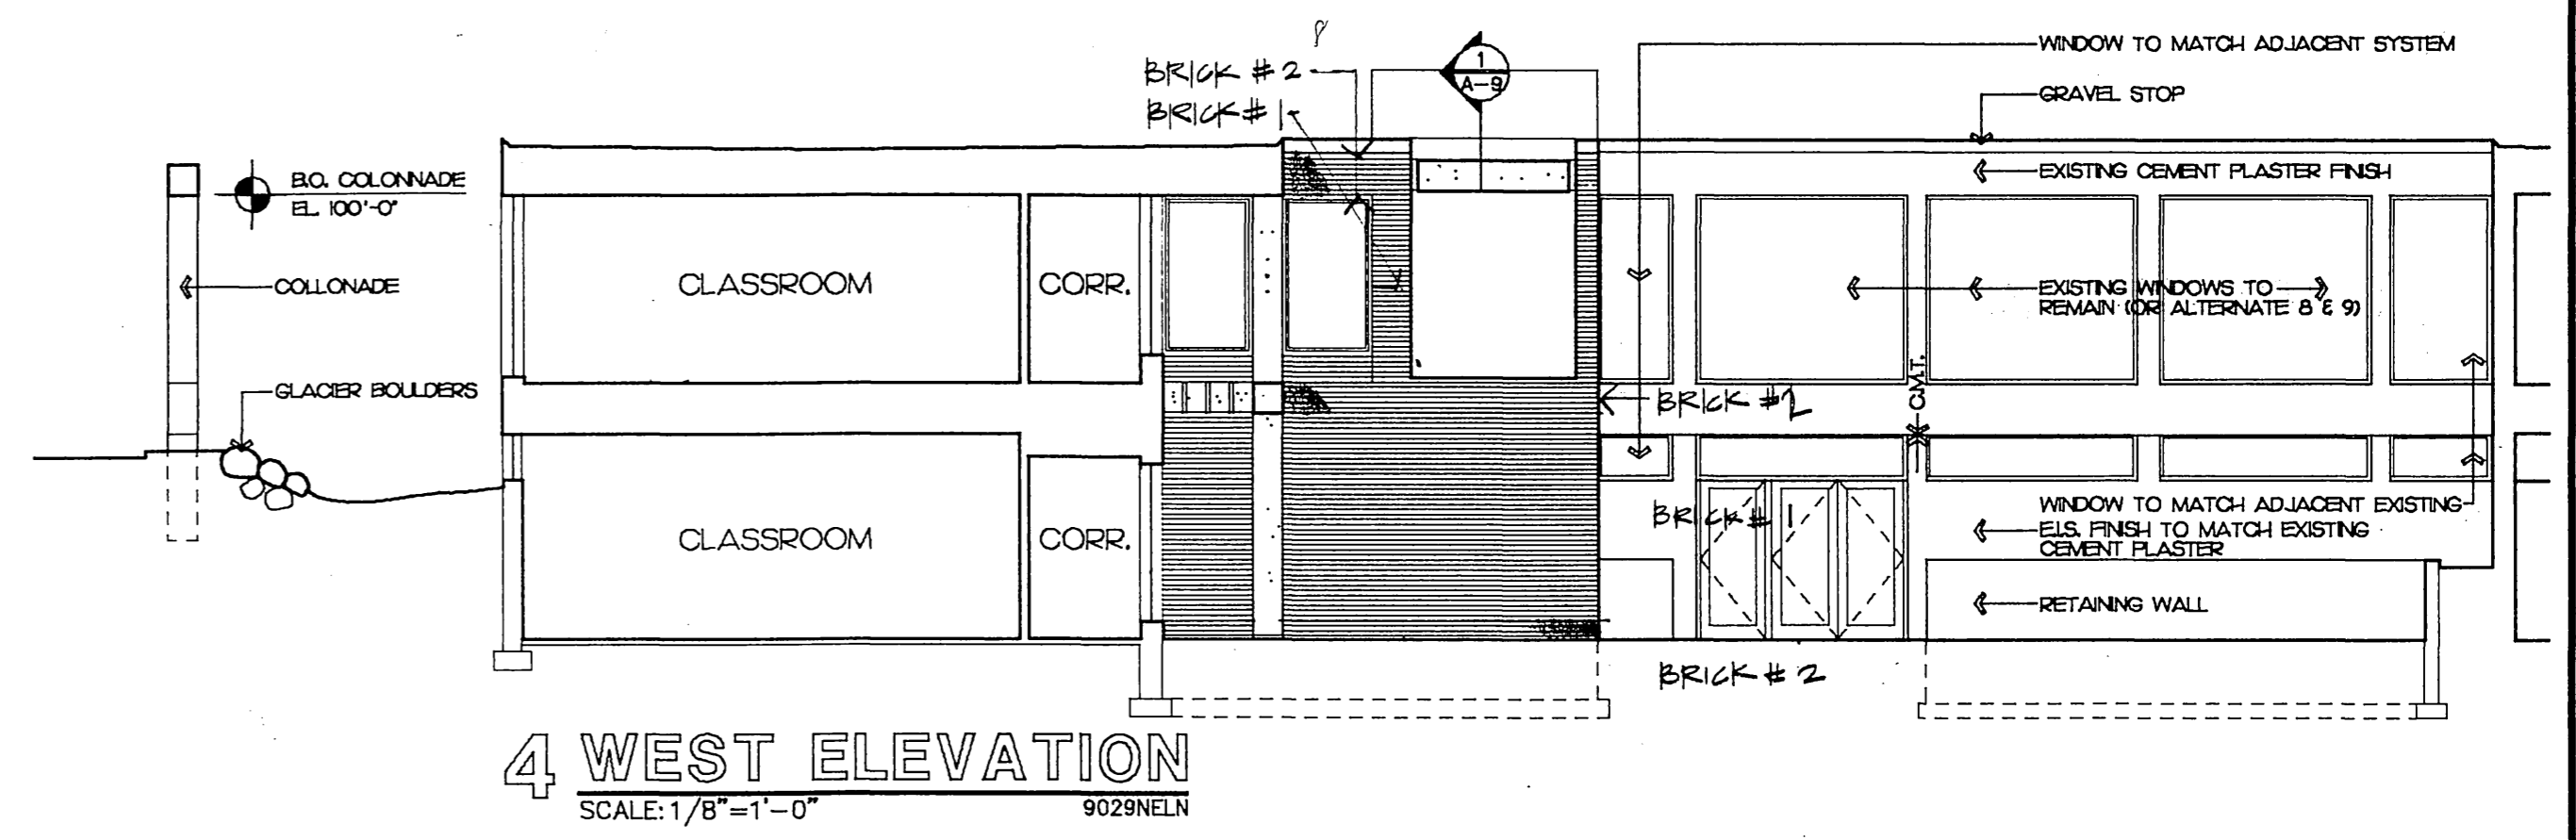 BRICK #2
BRICK #1
1
A-9
WINDOW TO MATCH ADJACENT SYSTEM
GRAVEL STOP
EXISTING CEMENT PLASTER FINISH
B.O. COLONNADE
EL. 100'-0"
COLLONADE
CLASSROOM
CORR.
EXISTING WINDOWS TO
REMAIN (OR ALTERNATE 8 & 9)
GLACIER BOULDERS
BRICK #2
C.M.T.
BRICK #1
WINDOW TO MATCH ADJACENT EXISTING
E.I.S. FINISH TO MATCH EXISTING
CEMENT PLASTER
CLASSROOM
CORR.
RETAINING WALL
BRICK #2
4 WEST ELEVATION
SCALE: 1/8"=1'-0"
9029NELN